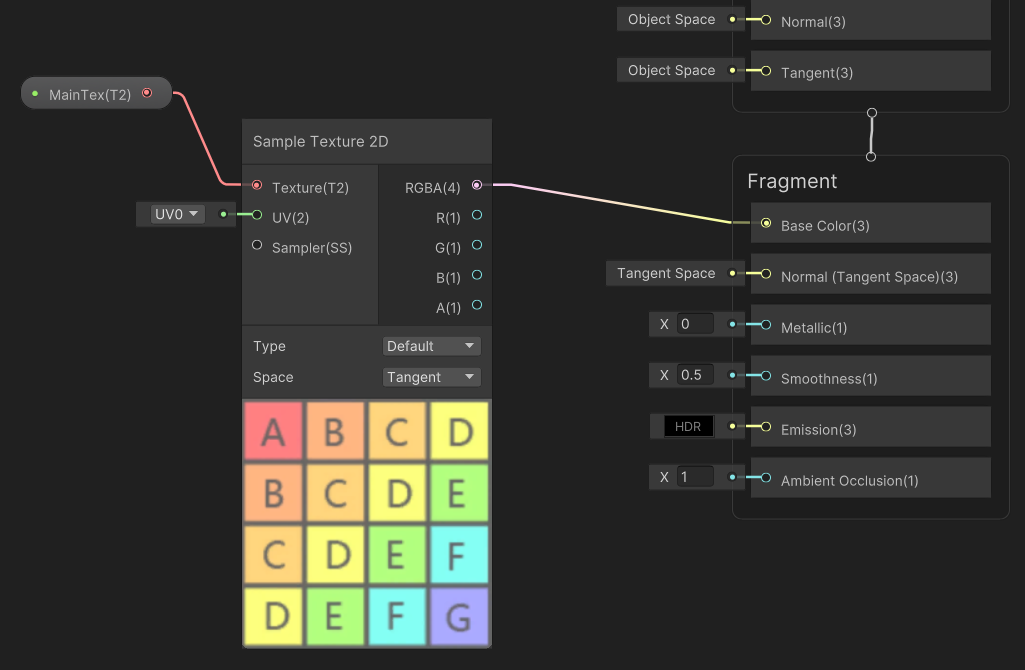 Object Space
Normal(3)
Object Space
Tangent(3)
MainTex(T2)
Sample Texture 2D
Texture(T2)
RGBA(4)
UV0
UV(2)
R(1)
Sampler(SS)
G(1)
B(1)
A(1)
Type
Default
Space
Tangent
A B C D
B C D E
C D E F
D E F G
Fragment
Base Color(3)
Tangent Space
Normal (Tangent Space)(3)
X 0
Metallic(1)
X 0.5
Smoothness(1)
HDR
Emission(3)
X 1
Ambient Occlusion(1)